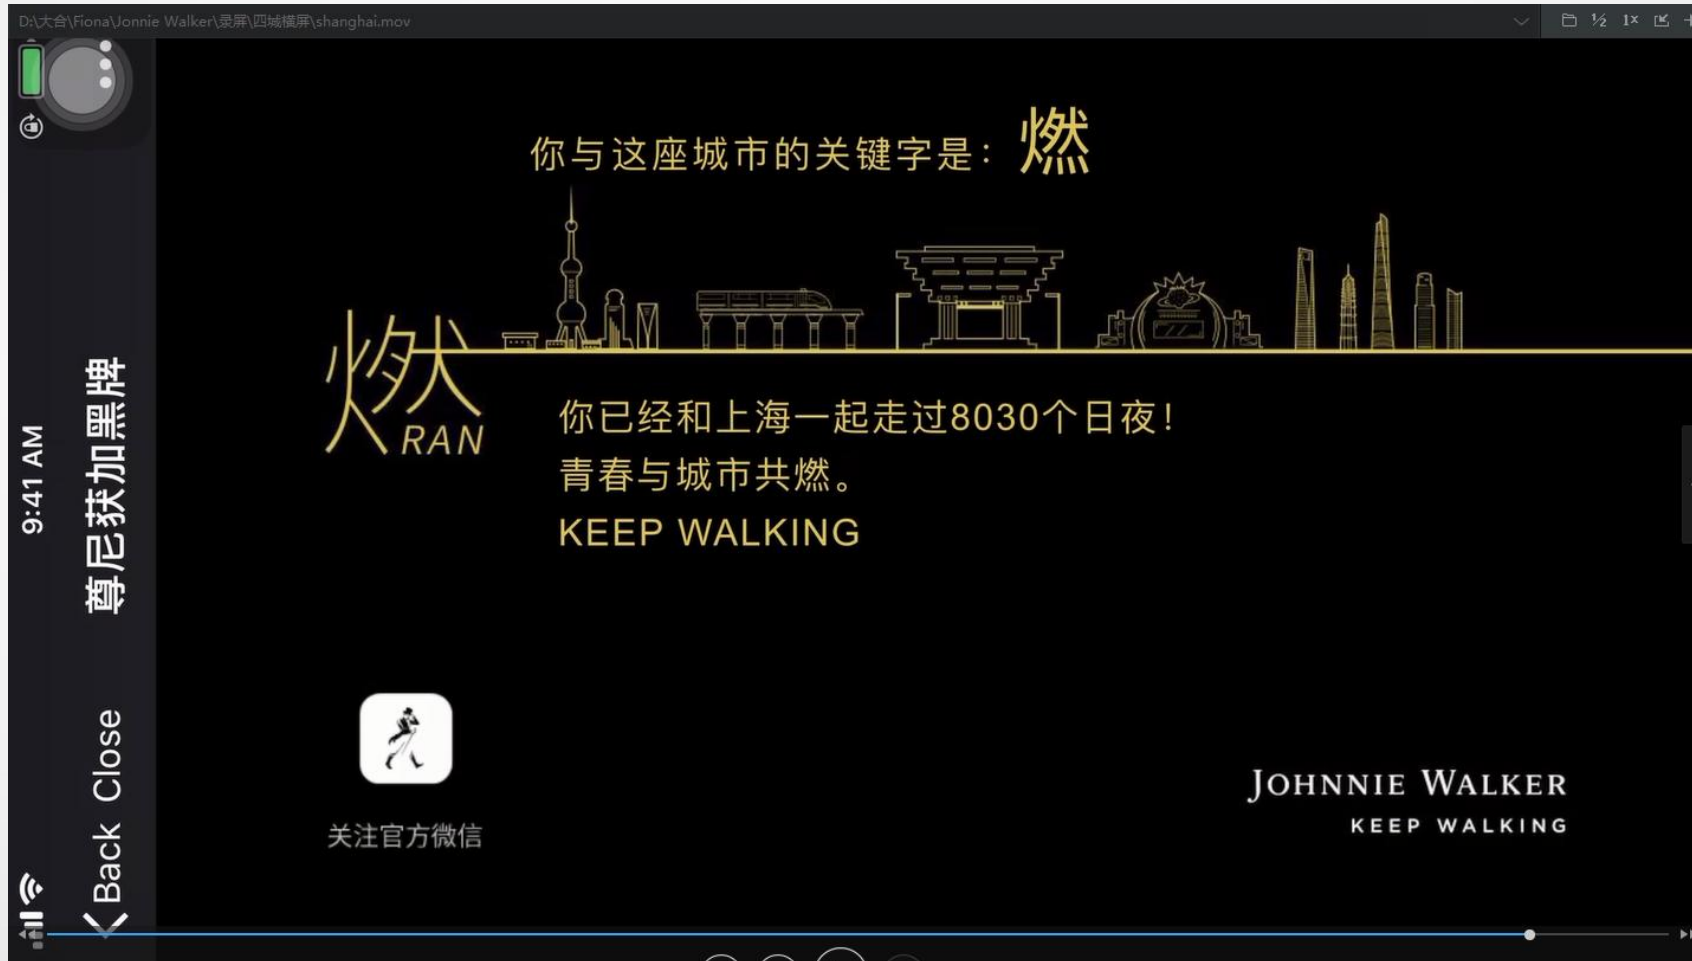 D:\大合\Fiona\Jonnie Walker\录屏\四城横屏\shanghai.mov
½ 1×
9:41 AM
Back Close 尊尼获加黑牌
你与这座城市的关键字是：燃
燃
RAN
你已经和上海一起走过8030个日夜！
青春与城市共燃。
KEEP WALKING
关注官方微信
JOHNNIE WALKER
KEEP WALKING